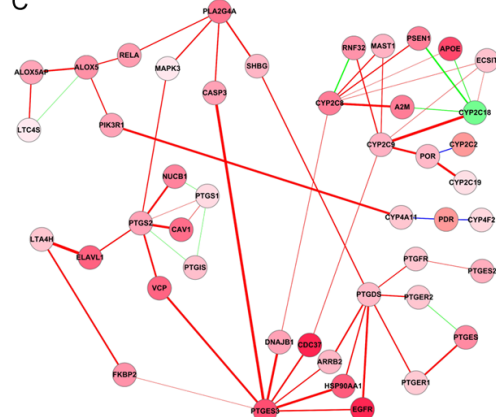 C
PLA2G4A
RNF32
MAST1
PSEN1
APOE
ECSIT
RELA
ALOX5AP
ALOX5
MAPK3
SHBG
CASP3
CYP2C8
A2M
CYP2C18
LTC4S
PIK3R1
CYP2C9
POR
CYP2C2
CYP2C19
NUCB1
PTGS1
PTGS2
CAV1
CYP4A11
PDR
CYP4F2
LTA4H
ELAVL1
PTGIS
PTGFR
PTGES2
VCP
PTGDS
PTGER2
PTGES
DNAJB1
CDC37
ARRB2
FKBP2
HSP90AA1
PTGER1
PTGES3
EGFR